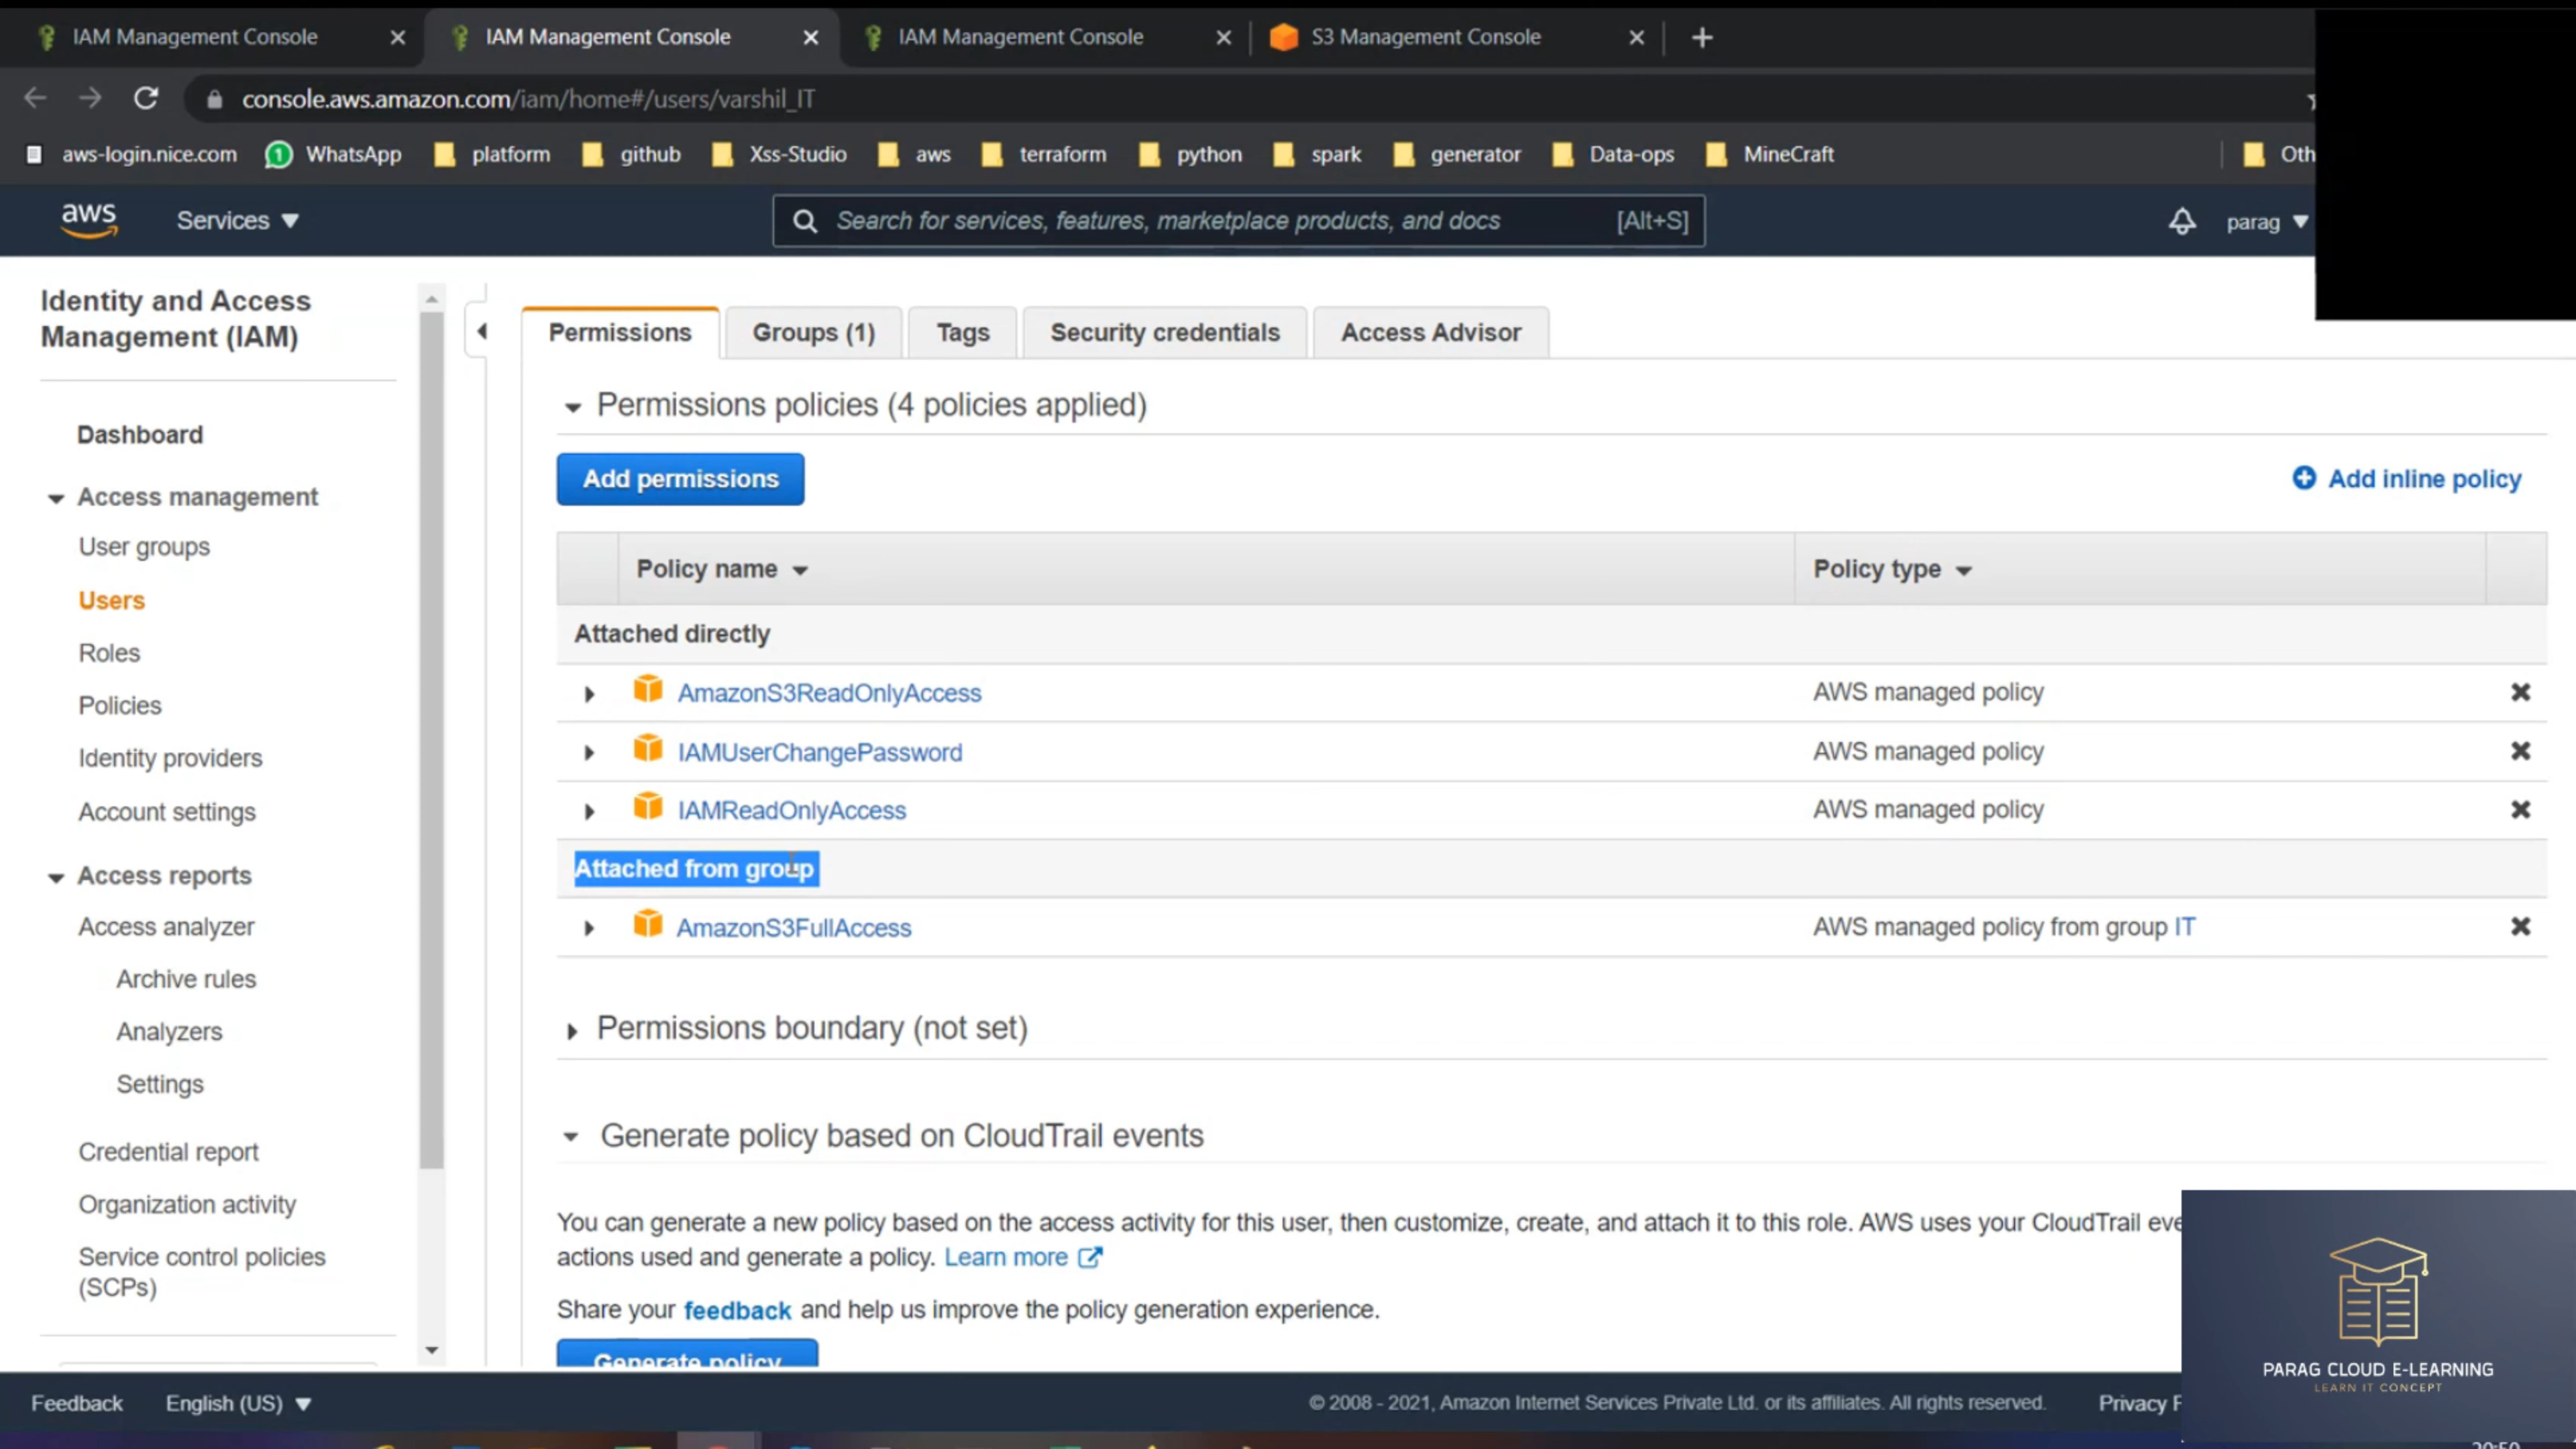 IAM Management Console
IAM Management Console
IAM Management Console
S3 Management Console
console.aws.amazon.com/iam/home#/users/varshil_IT
aws-login.nice.com
1
WhatsApp
platform
github
Xss-Studio
aws
terraform
python
spark
generator
Data-ops
MineCraft
Oth
aws
Services
Search for services, features, marketplace products, and docs
[Alt+S]
parag
Identity and Access
Management (IAM)
Dashboard
Access management
User groups
Users
Roles
Policies
Identity providers
Account settings
Access reports
Access analyzer
Archive rules
Analyzers
Settings
Credential report
Organization activity
Service control policies
(SCPs)
Permissions
Groups (1)
Tags
Security credentials
Access Advisor
Permissions policies (4 policies applied)
Add permissions
Add inline policy
Policy name
Policy type
Attached directly
AmazonS3ReadOnlyAccess
AWS managed policy
IAMUserChangePassword
AWS managed policy
IAMReadOnlyAccess
AWS managed policy
Attached from group
AmazonS3FullAccess
AWS managed policy from group IT
Permissions boundary (not set)
Generate policy based on CloudTrail events
You can generate a new policy based on the access activity for this user, then customize, create, and attach it to this role. AWS uses your CloudTrail eve
actions used and generate a policy. Learn more
Share your feedback and help us improve the policy generation experience.
Generate policy
PARAG CLOUD E-LEARNING
LEARN IT CONCEPT
Feedback
English (US)
© 2008 - 2021, Amazon Internet Services Private Ltd. or its affiliates. All rights reserved.
Privacy